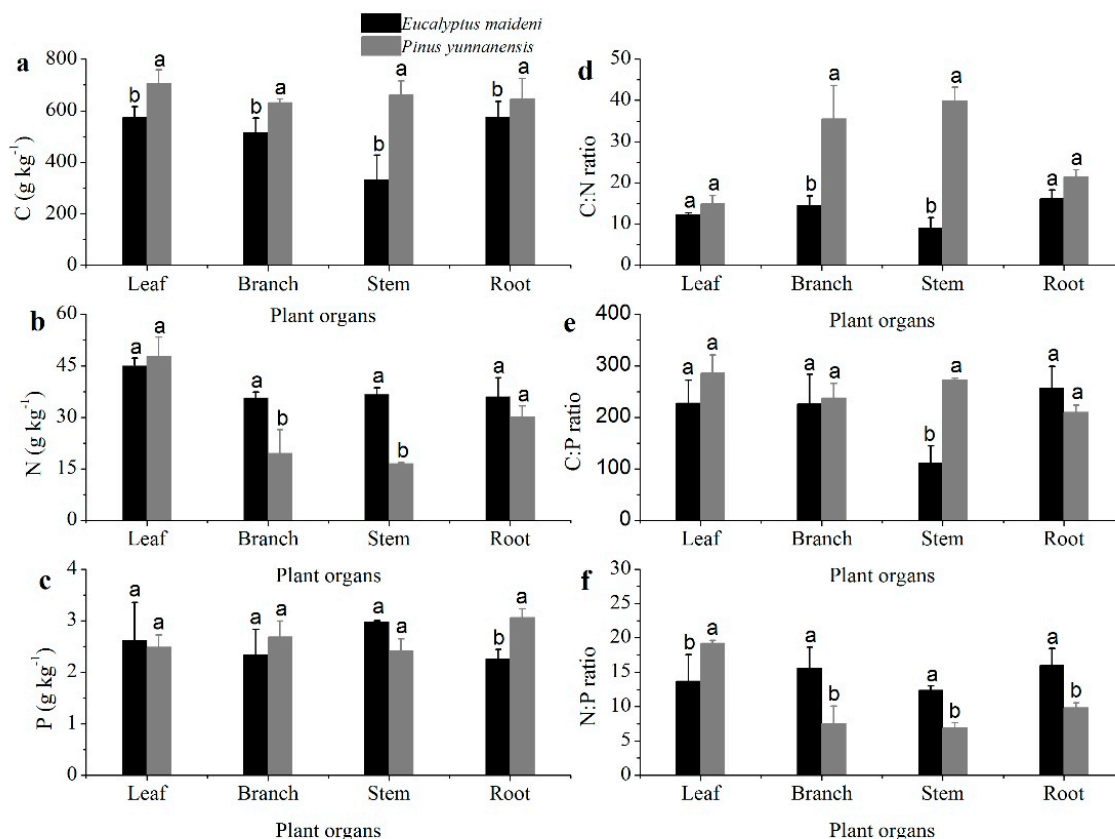 Eucalyptus maideni
Pinus yunnanensis
a
C (g kg-1)
800
600
400
200
0
b a b a b a b a
Leaf Branch Stem Root
Plant organs
b
N (g kg-1)
60
45
30
15
0
a a a b a b a a
Leaf Branch Stem Root
Plant organs
c
P (g kg-1)
4
3
2
1
0
a a a a a a b a
Leaf Branch Stem Root
Plant organs
d
C:N ratio
50
40
30
20
10
0
a a b a b a a a
Leaf Branch Stem Root
Plant organs
e
C:P ratio
400
300
200
100
0
a a a a b a a a
Leaf Branch Stem Root
Plant organs
f
N:P ratio
30
25
20
15
10
5
0
b a a b a b a b
Leaf Branch Stem Root
Plant organs